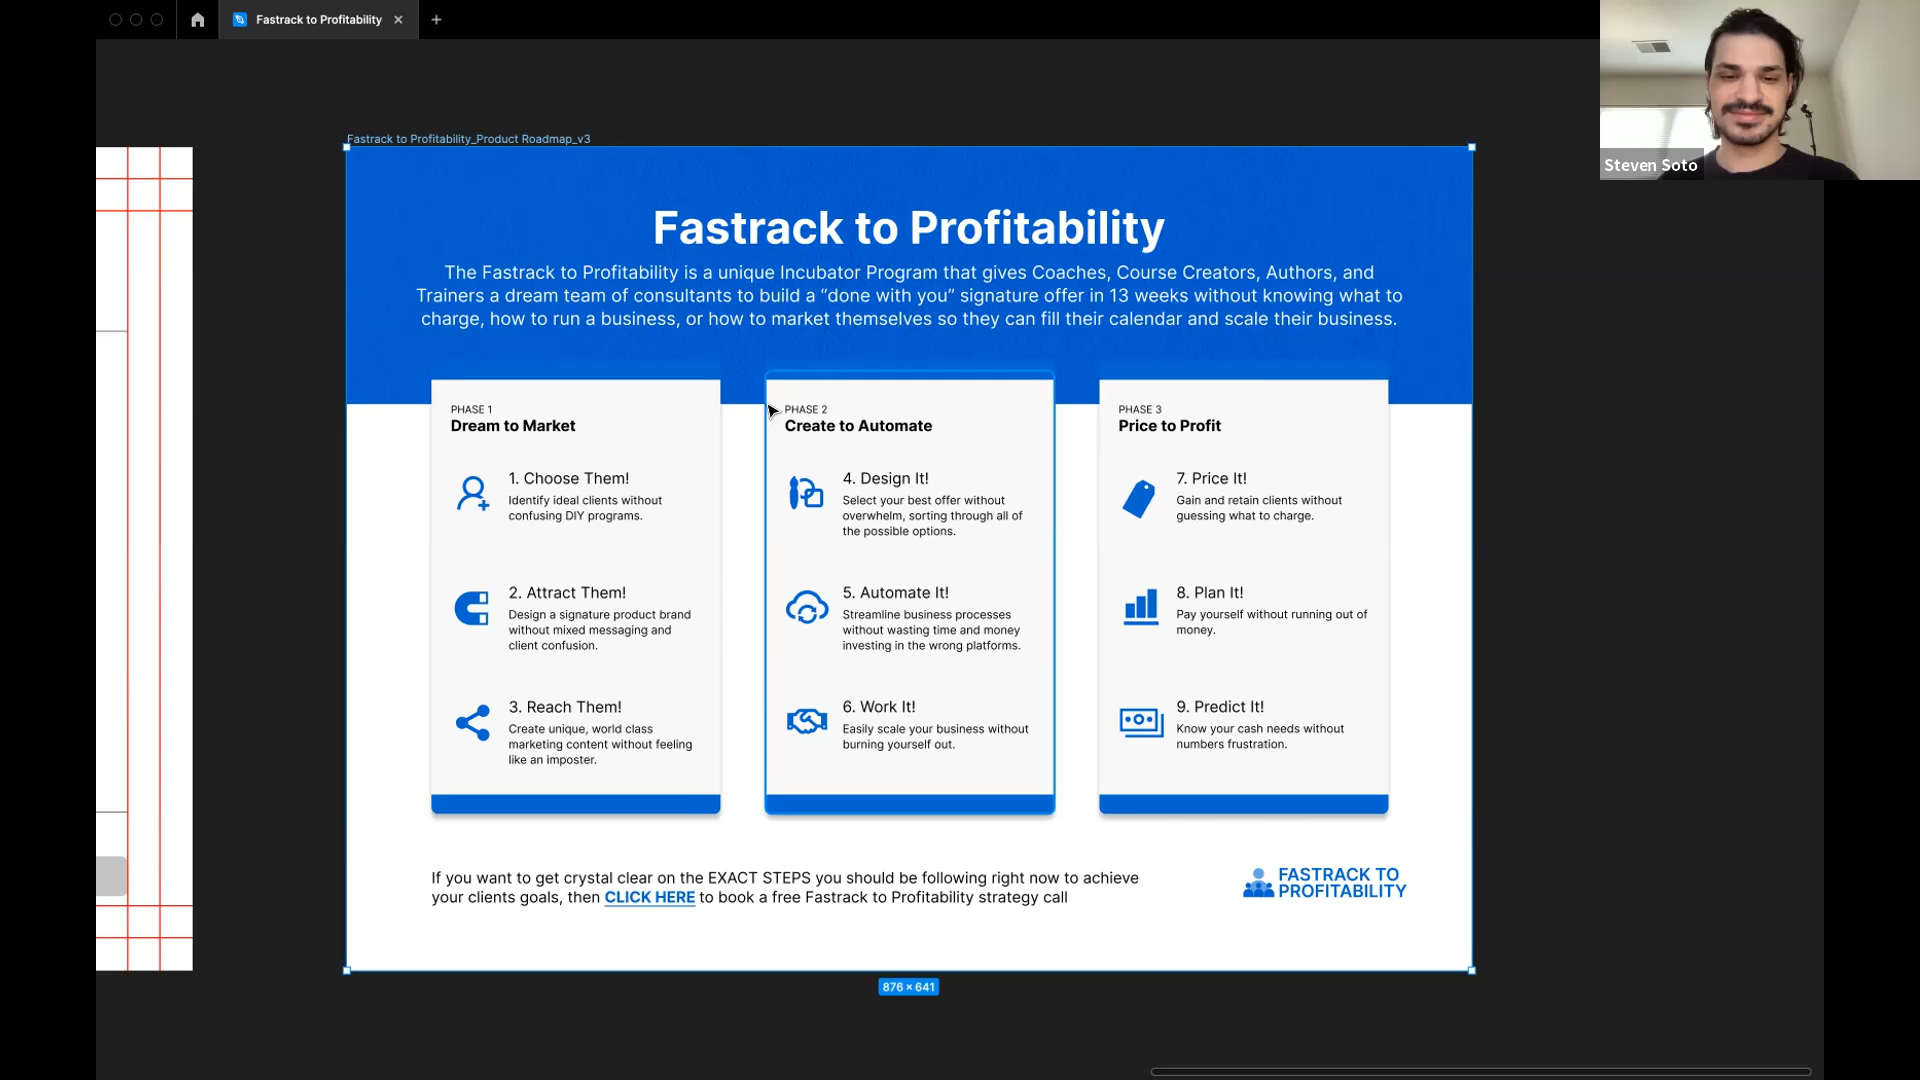 Fastrack to Profitability
Steven Soto
Fastrack to Profitability_Product Roadmap_v3
Fastrack to Profitability
The Fastrack to Profitability is a unique Incubator Program that gives Coaches, Course Creators, Authors, and
Trainers a dream team of consultants to build a “done with you” signature offer in 13 weeks without knowing what to
charge, how to run a business, or how to market themselves so they can fill their calendar and scale their business.
PHASE 1
Dream to Market
1. Choose Them!
Identify ideal clients without
confusing DIY programs.
2. Attract Them!
Design a signature product brand
without mixed messaging and
client confusion.
3. Reach Them!
Create unique, world class
marketing content without feeling
like an imposter.
PHASE 2
Create to Automate
4. Design It!
Select your best offer without
overwhelm, sorting through all of
the possible options.
5. Automate It!
Streamline business processes
without wasting time and money
investing in the wrong platforms.
6. Work It!
Easily scale your business without
burning yourself out.
PHASE 3
Price to Profit
7. Price It!
Gain and retain clients without
guessing what to charge.
8. Plan It!
Pay yourself without running out of
money.
9. Predict It!
Know your cash needs without
numbers frustration.
If you want to get crystal clear on the EXACT STEPS you should be following right now to achieve
your clients goals, then CLICK HERE to book a free Fastrack to Profitability strategy call
FASTRACK TO
PROFITABILITY
876 × 641